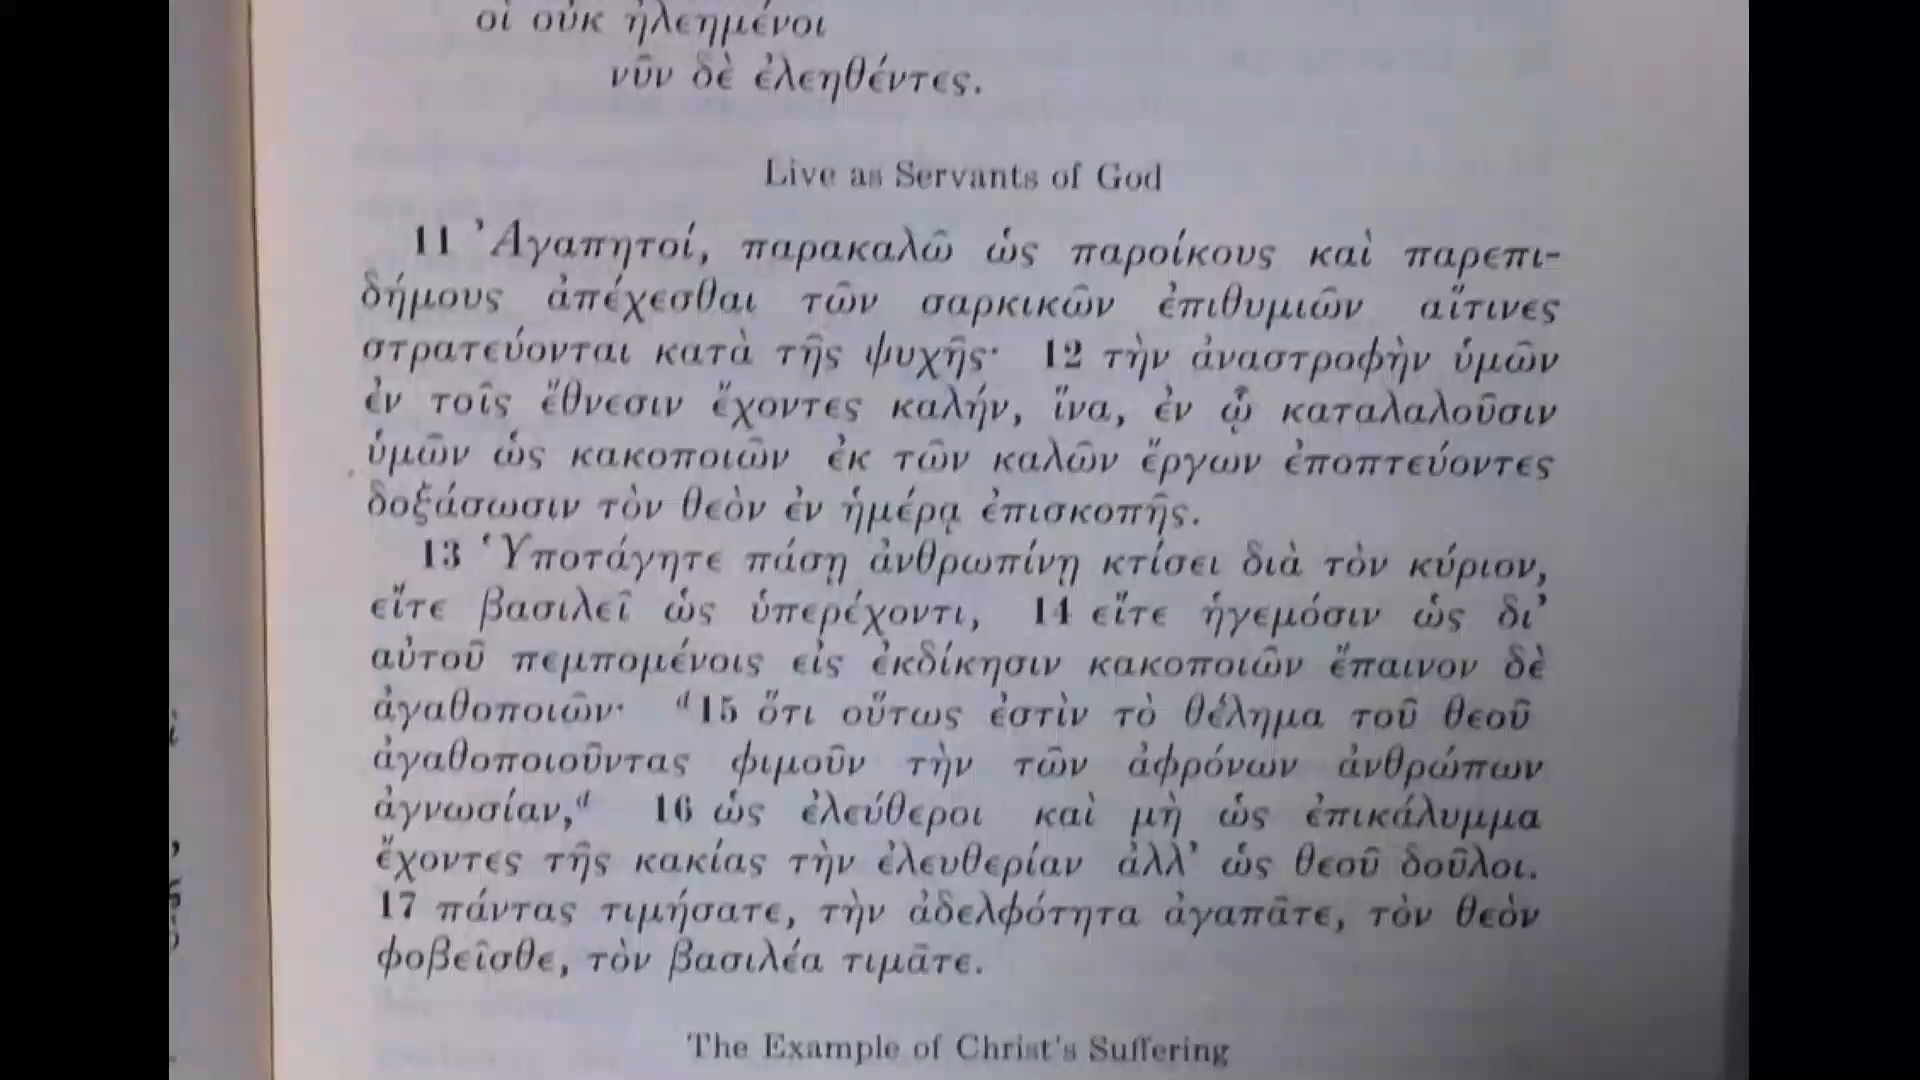 οἱ οὐκ ἠλεημένοι
νῦν δὲ ἐλεηθέντες.
Live as Servants of God
11 Ἀγαπητοί, παρακαλῶ ὡς παροίκους καὶ παρεπι-
δήμους ἀπέχεσθαι τῶν σαρκικῶν ἐπιθυμιῶν αἵτινες
στρατεύονται κατὰ τῆς ψυχῆς· 12 τὴν ἀναστροφὴν ὑμῶν
ἐν τοῖς ἔθνεσιν ἔχοντες καλήν, ἵνα, ἐν ᾧ καταλαλοῦσιν
ὑμῶν ὡς κακοποιῶν ἐκ τῶν καλῶν ἔργων ἐποπτεύοντες
δοξάσωσιν τὸν θεὸν ἐν ἡμέρᾳ ἐπισκοπῆς.
13 Ὑποτάγητε πάσῃ ἀνθρωπίνῃ κτίσει διὰ τὸν κύριον,
εἴτε βασιλεῖ ὡς ὑπερέχοντι, 14 εἴτε ἡγεμόσιν ὡς δι’
αὐτοῦ πεμπομένοις εἰς ἐκδίκησιν κακοποιῶν ἔπαινον δὲ
ἀγαθοποιῶν· ᵈ15 ὅτι οὕτως ἐστὶν τὸ θέλημα τοῦ θεοῦ
ἀγαθοποιοῦντας φιμοῦν τὴν τῶν ἀφρόνων ἀνθρώπων
ἀγνωσίαν,ᵈ 16 ὡς ἐλεύθεροι καὶ μὴ ὡς ἐπικάλυμμα
ἔχοντες τῆς κακίας τὴν ἐλευθερίαν ἀλλ’ ὡς θεοῦ δοῦλοι.
17 πάντας τιμήσατε, τὴν ἀδελφότητα ἀγαπᾶτε, τὸν θεὸν
φοβεῖσθε, τὸν βασιλέα τιμᾶτε.
The Example of Christ's Suffering